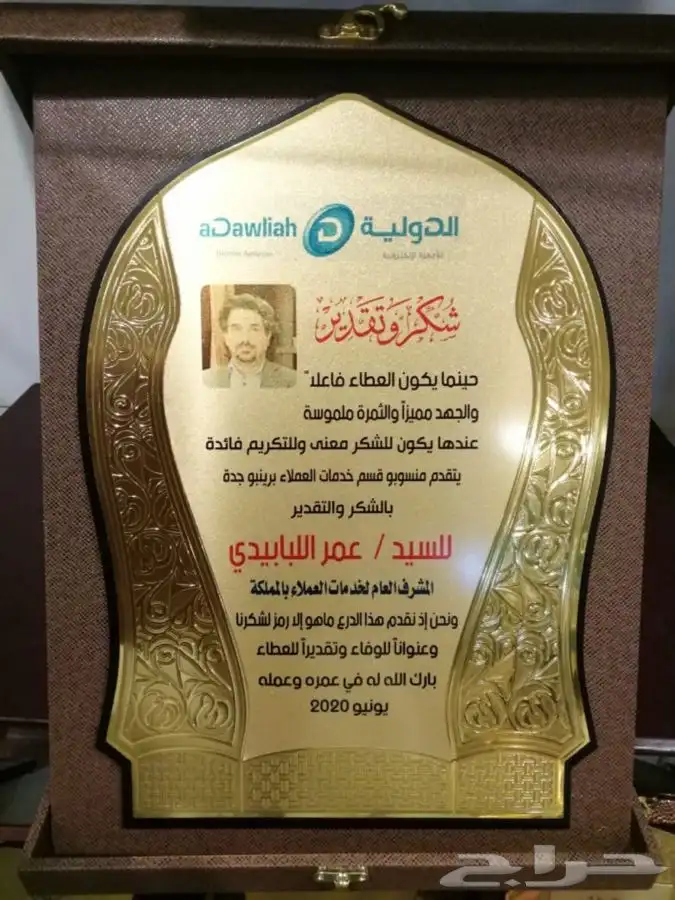 aDawliah الدولية
شكر وتقدير
حينما يكون العطاء فاعلاً
والجهد مميزاً والثمرة ملموسة
عندها يكون للشكر معنى وللتكريم فائدة
يتقدم منسوبو قسم خدمات العملاء برينبو جدة
بالشكر والتقدير
للسيد / عمر اللبابيدي
المشرف العام لخدمات العملاء بالمملكة
ونحن إذ نقدم هذا الدرع ماهو إلا رمز لشكرنا
وعنواناً للوفاء وتقديراً للعطاء
بارك الله له في عمره وعمله
يونيو 2020
حراج